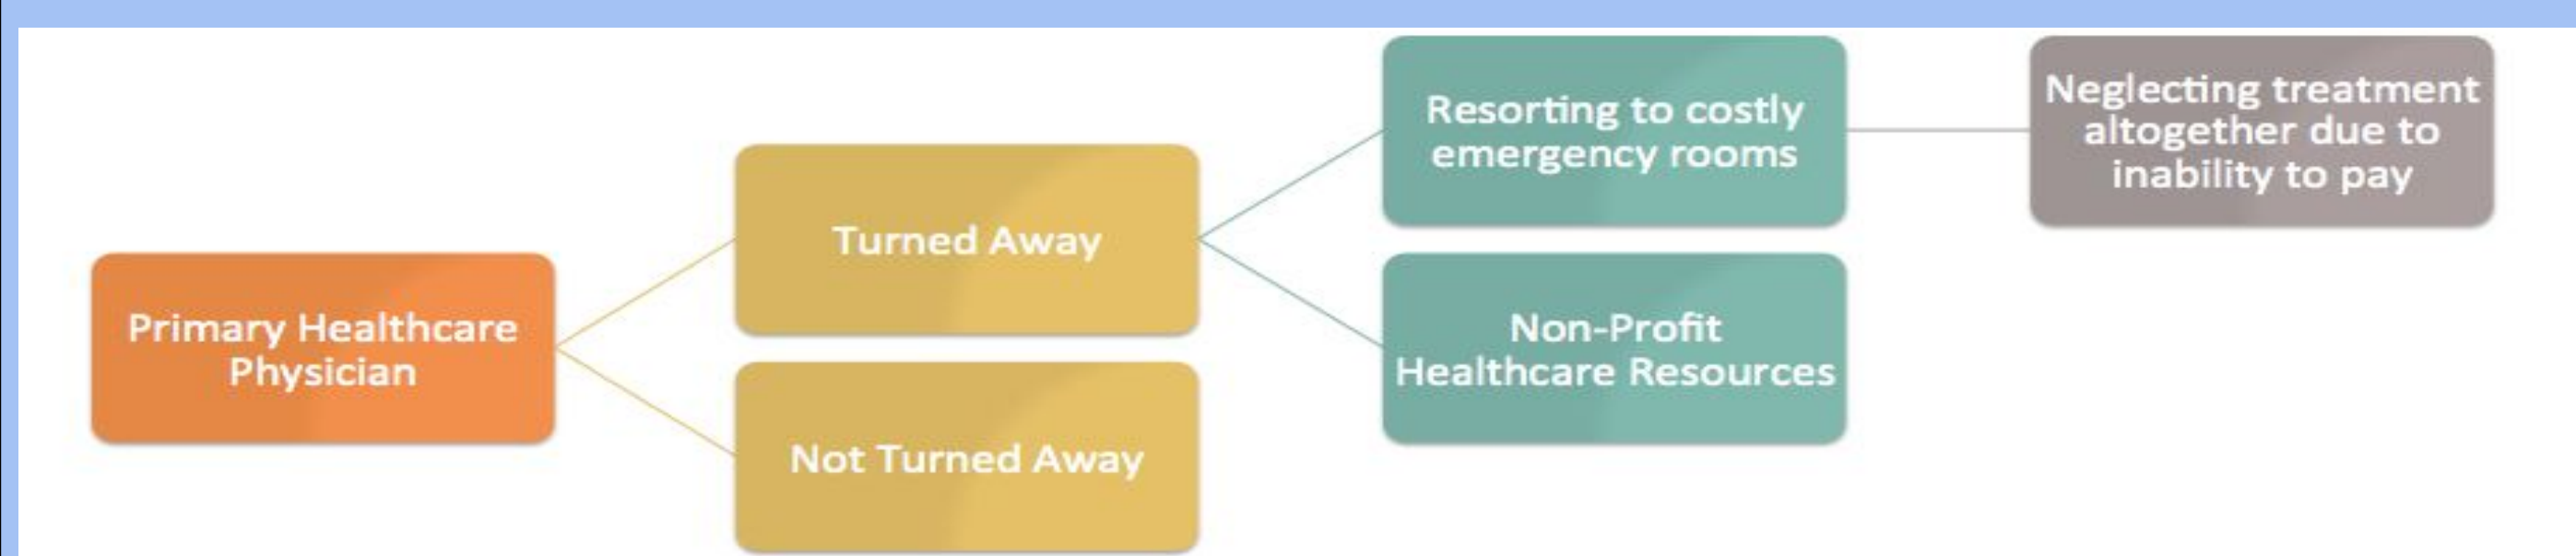 Primary Healthcare
Physician
Turned Away
Not Turned Away
Resorting to costly
emergency rooms
Non-Profit
Healthcare Resources
Neglecting treatment
altogether due to
inability to pay